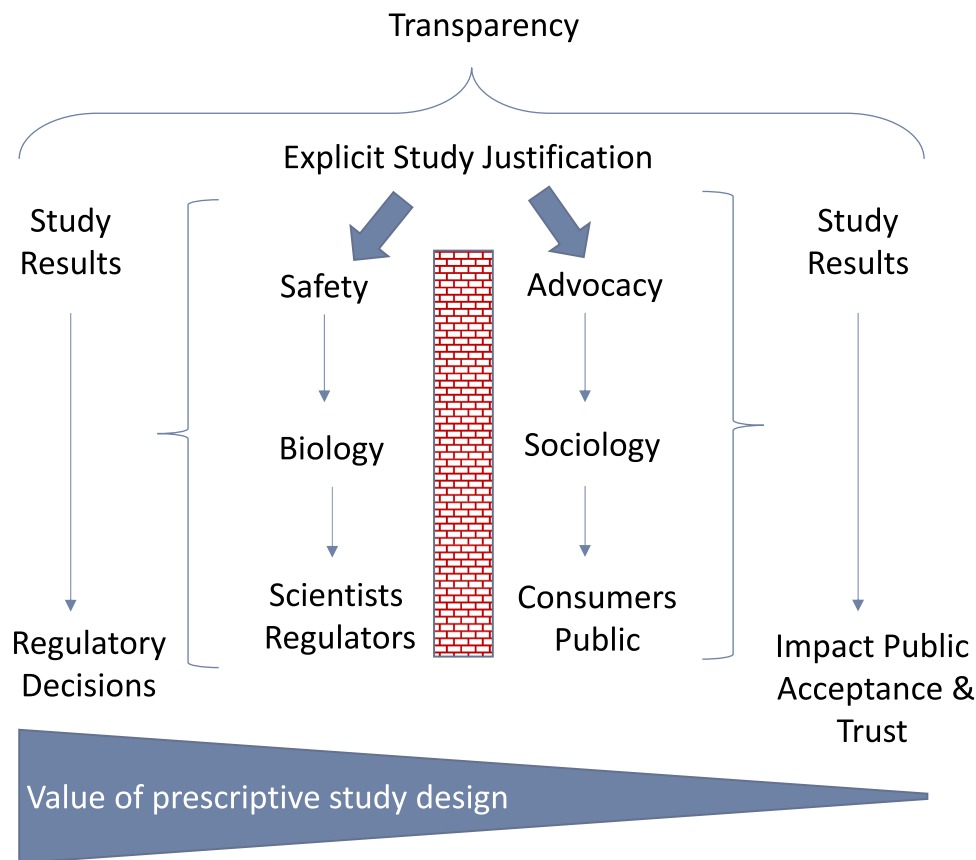 Transparency
Explicit Study Justification
Study
Results
Safety
Advocacy
Study
Results
Biology
Sociology
Scientists
Regulators
Consumers
Public
Regulatory
Decisions
Impact Public
Acceptance &
Trust
Value of prescriptive study design